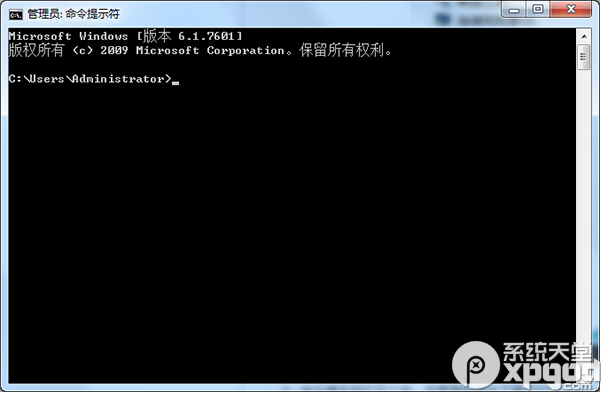 管理员: 命令提示符
Microsoft Windows [版本 6.1.7601]
版权所有 (c) 2009 Microsoft Corporation。保留所有权利。
C:\Users\Administrator>
系统天堂
xpgod